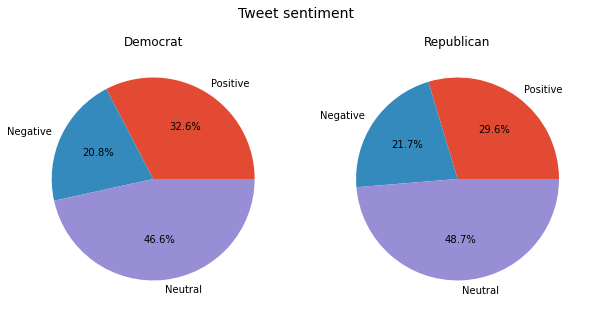 Tweet sentiment
Democrat
Positive
32.6%
Negative
20.8%
46.6%
Neutral
Republican
Positive
29.6%
Negative
21.7%
48.7%
Neutral